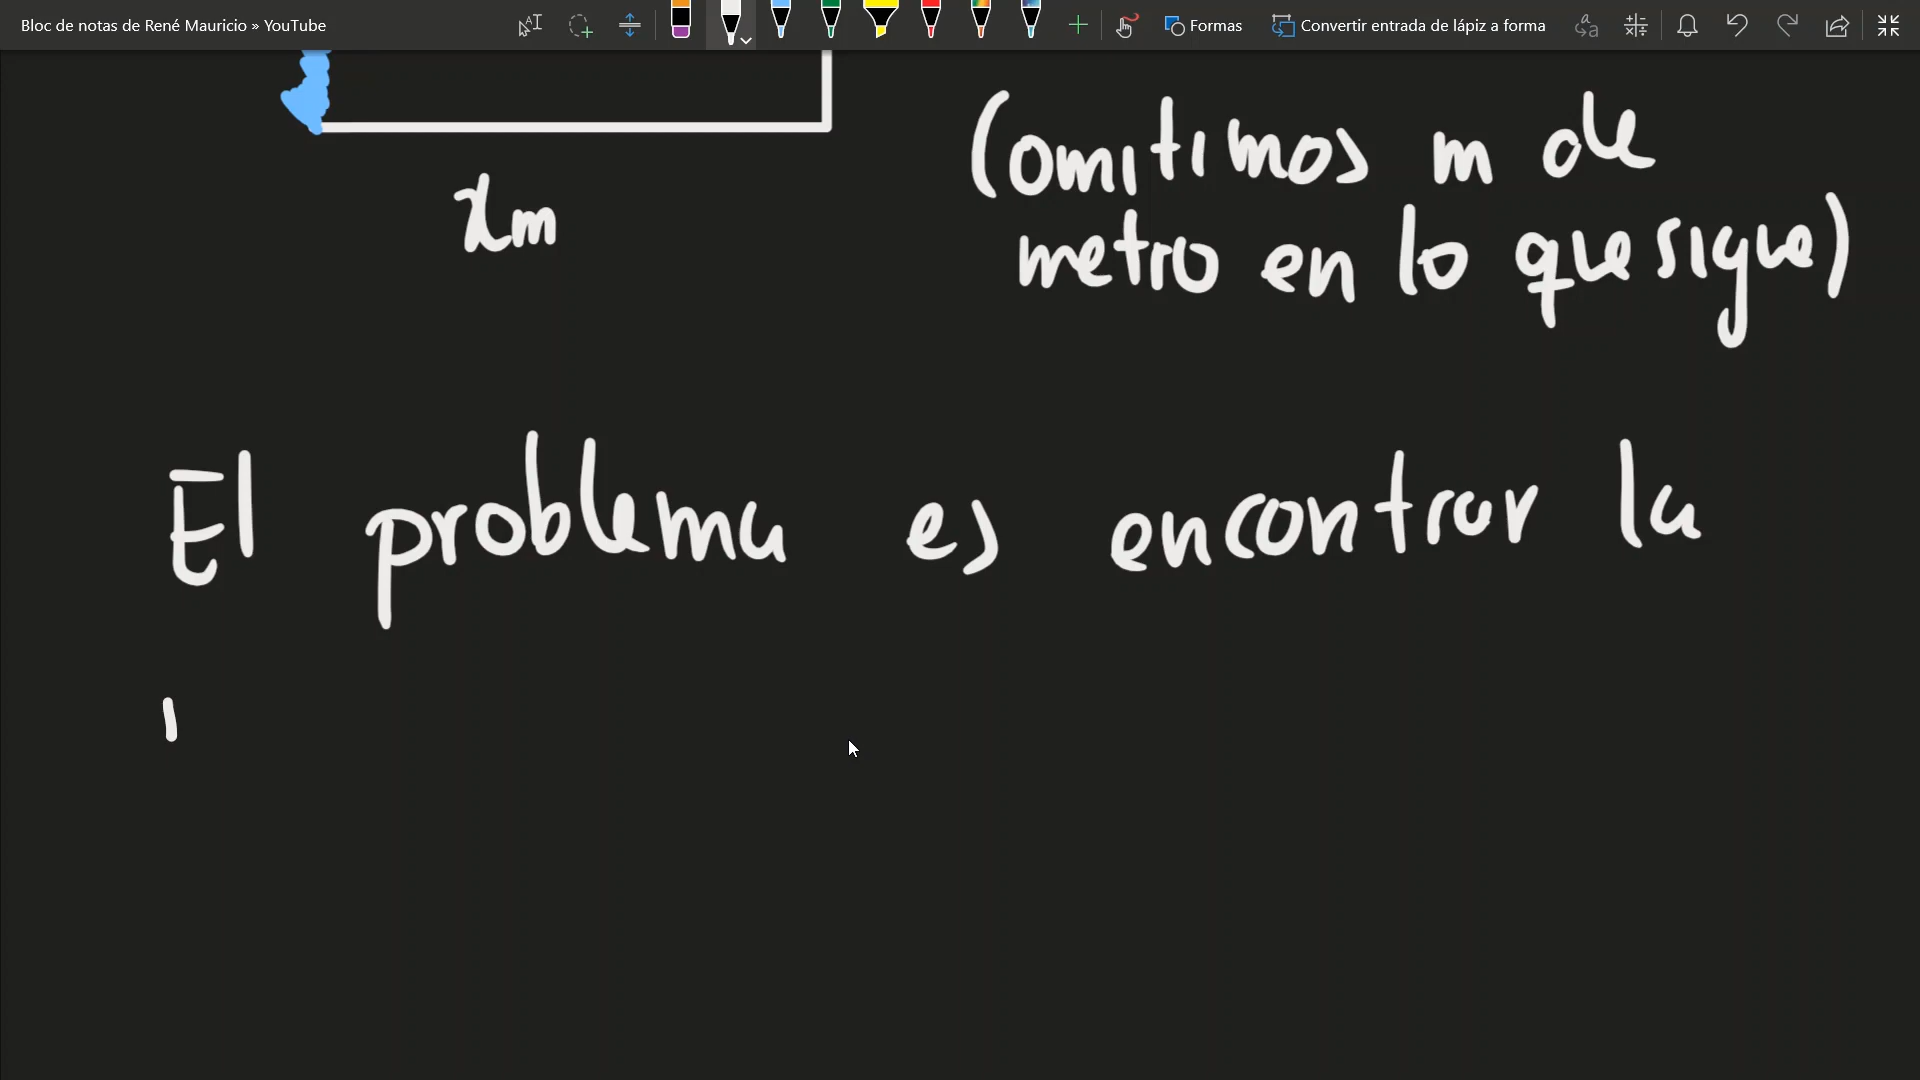 Bloc de notas de René Mauricio » YouTube
Formas
Convertir entrada de lápiz a forma
(omitimos m de
metro en lo que sigue)
xm
El problema es encontrar la